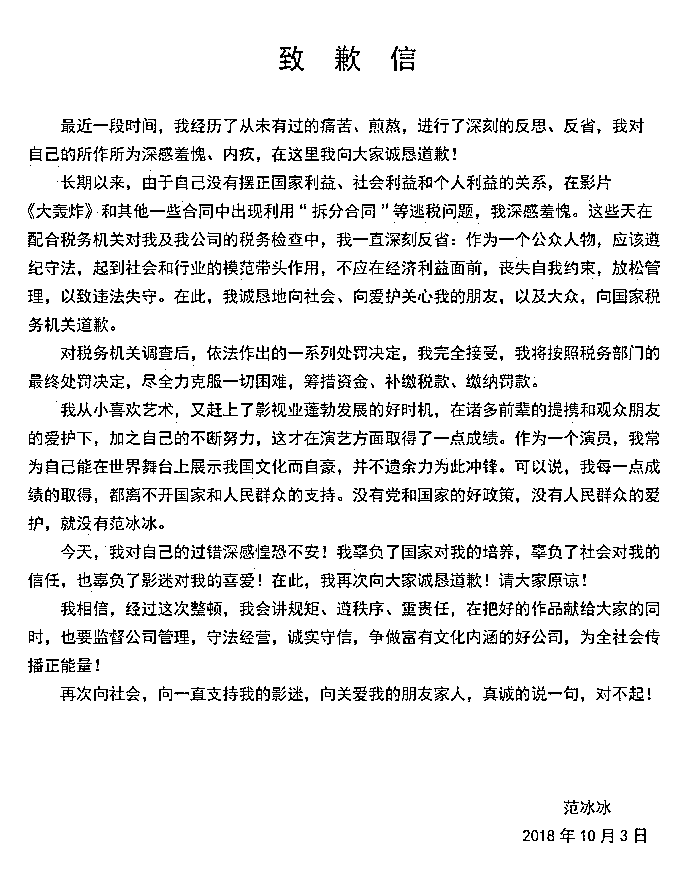 致 歉 信
最近一段时间，我经历了从未有过的痛苦、煎熬，进行了深刻的反思、反省，我对
自己的所作所为深感羞愧、内疚，在这里我向大家诚恳道歉！
长期以来，由于自己没有摆正国家利益、社会利益和个人利益的关系，在影片
《大轰炸》和其他一些合同中出现利用“拆分合同”等逃税问题，我深感羞愧。这些天在
配合税务机关对我及我公司的税务检查中，我一直深刻反省：作为一个公众人物，应该遵
纪守法，起到社会和行业的模范带头作用，不应在经济利益面前，丧失自我约束，放松管
理，以致违法失守。在此，我诚恳地向社会、向爱护关心我的朋友，以及大众，向国家税
务机关道歉。
对税务机关调查后，依法作出的一系列处罚决定，我完全接受，我将按照税务部门的
最终处罚决定，尽全力克服一切困难，筹措资金、补缴税款、缴纳罚款。
我从小喜欢艺术，又赶上了影视业蓬勃发展的好时机，在诸多前辈的提携和观众朋友
的爱护下，加之自己的不断努力，这才在演艺方面取得了一点成绩。作为一个演员，我常
为自己能在世界舞台上展示我国文化而自豪，并不遗余力为此冲锋。可以说，我每一点成
绩的取得，都离不开国家和人民群众的支持。没有党和国家的好政策，没有人民群众的爱
护，就没有范冰冰。
今天，我对自己的过错深感惶恐不安！我辜负了国家对我的培养，辜负了社会对我的
信任，也辜负了影迷对我的喜爱！在此，我再次向大家诚恳道歉！请大家原谅！
我相信，经过这次整顿，我会讲规矩、遵秩序、重责任，在把好的作品献给大家的同
时，也要监督公司管理，守法经营，诚实守信，争做富有文化内涵的好公司，为全社会传
播正能量！
再次向社会，向一直支持我的影迷，向关爱我的朋友家人，真诚的说一句，对不起！
范冰冰
2018 年 10 月 3 日